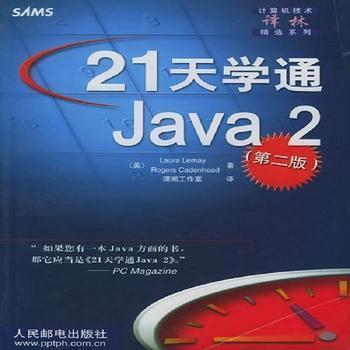 SAMS
计算机技术
译林
精选系列
21天学通
Java 2
(第二版)
〔美〕 Laura Lemay 著
Rogers Cadenhead
潇湘工作室 译
“如果您有一本Java方面的书，
那它应当是《21天学通Java 2》。”
—— PC Magazine
人民邮电出版社
www.pptph.com.cn